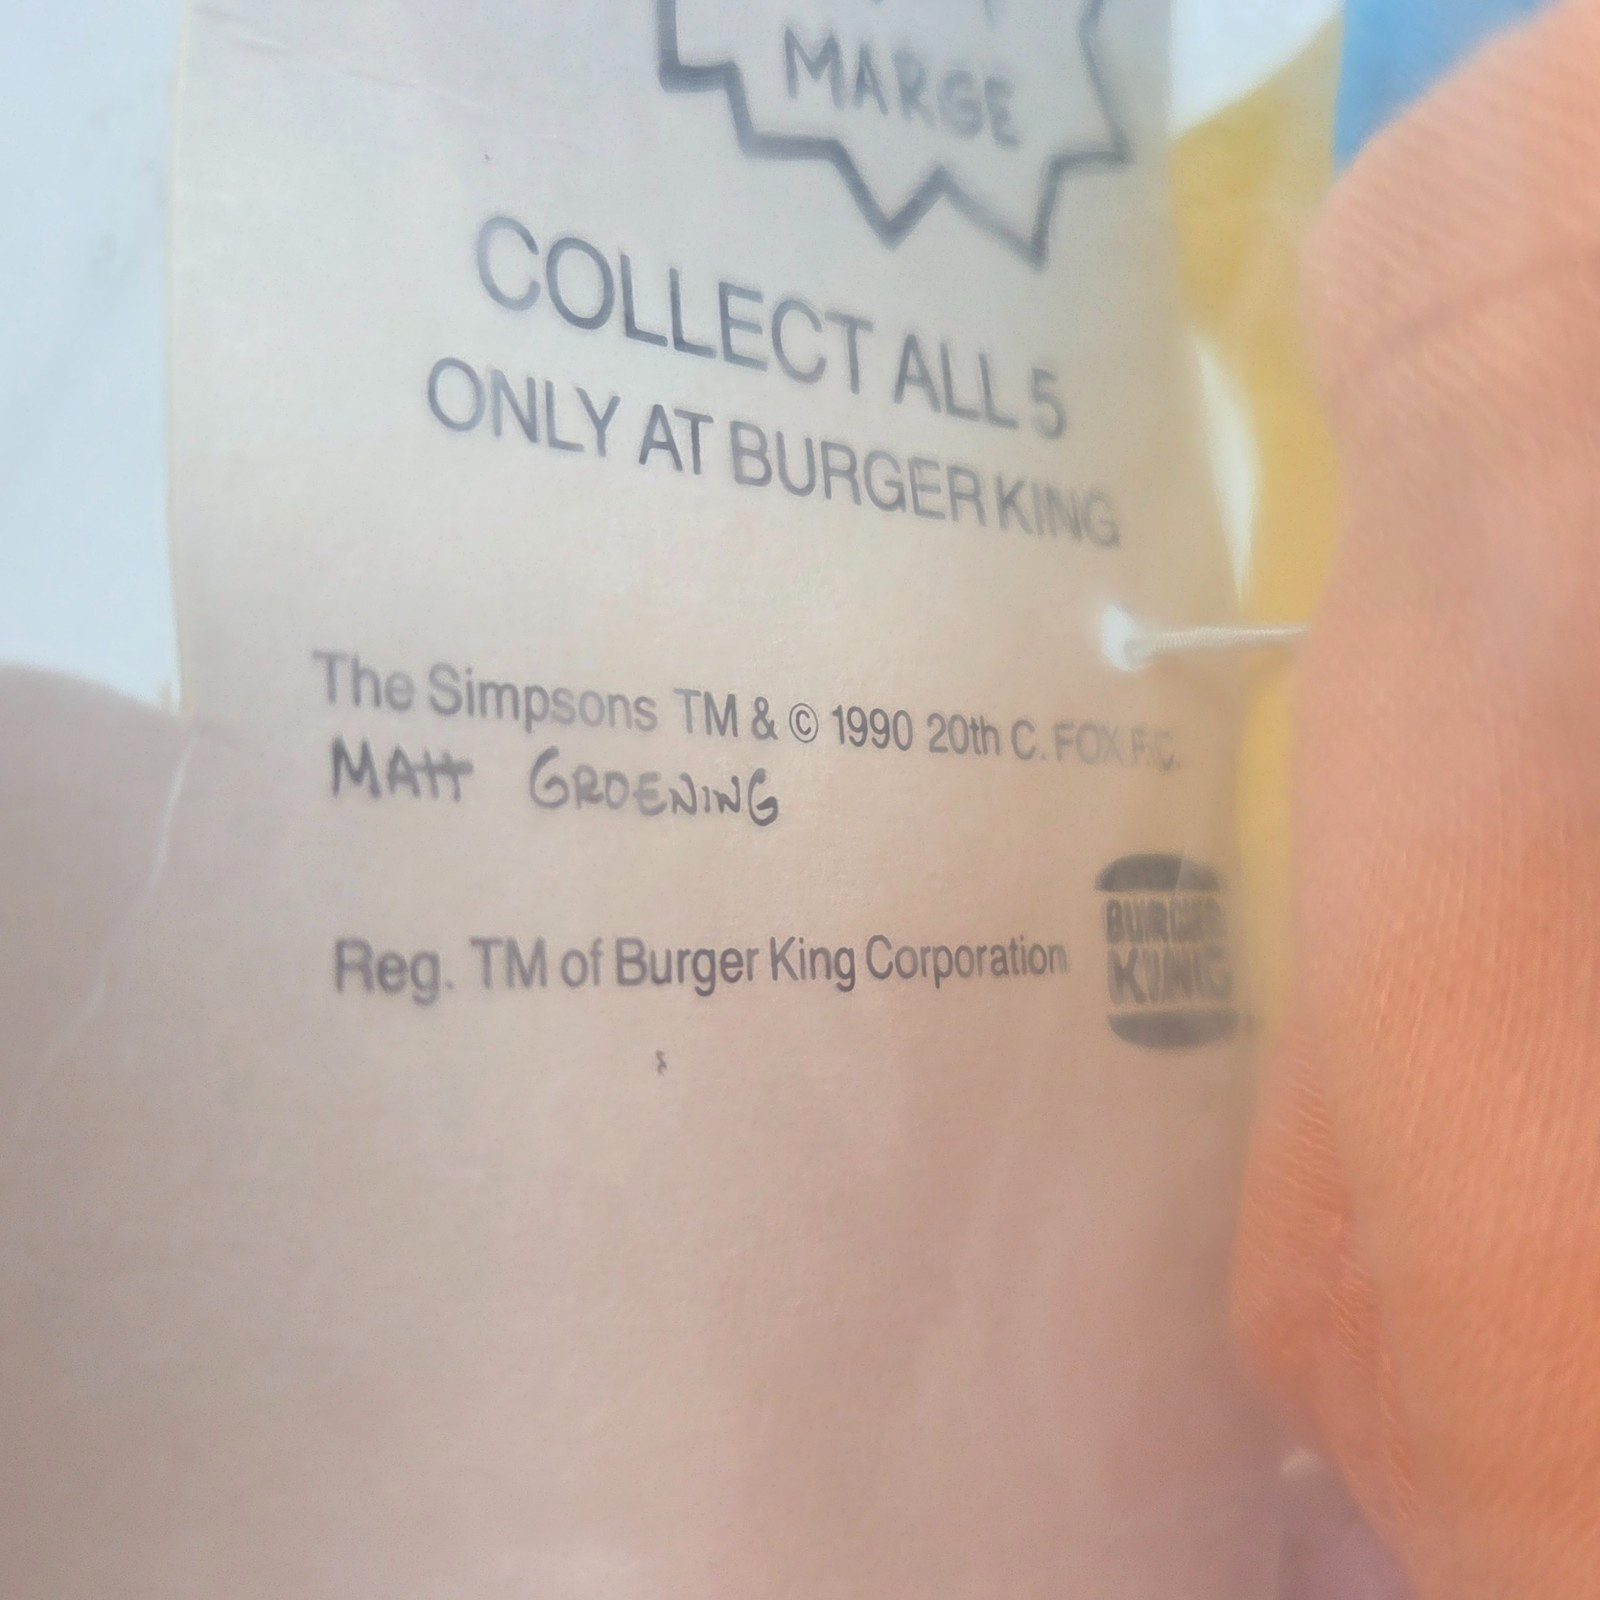 MARGE
COLLECT ALL 5
ONLY AT BURGER KING
The Simpsons TM & © 1990 20th C. FOX F.C.
MATT GROENING
Reg. TM of Burger King Corporation
BURGER
KING